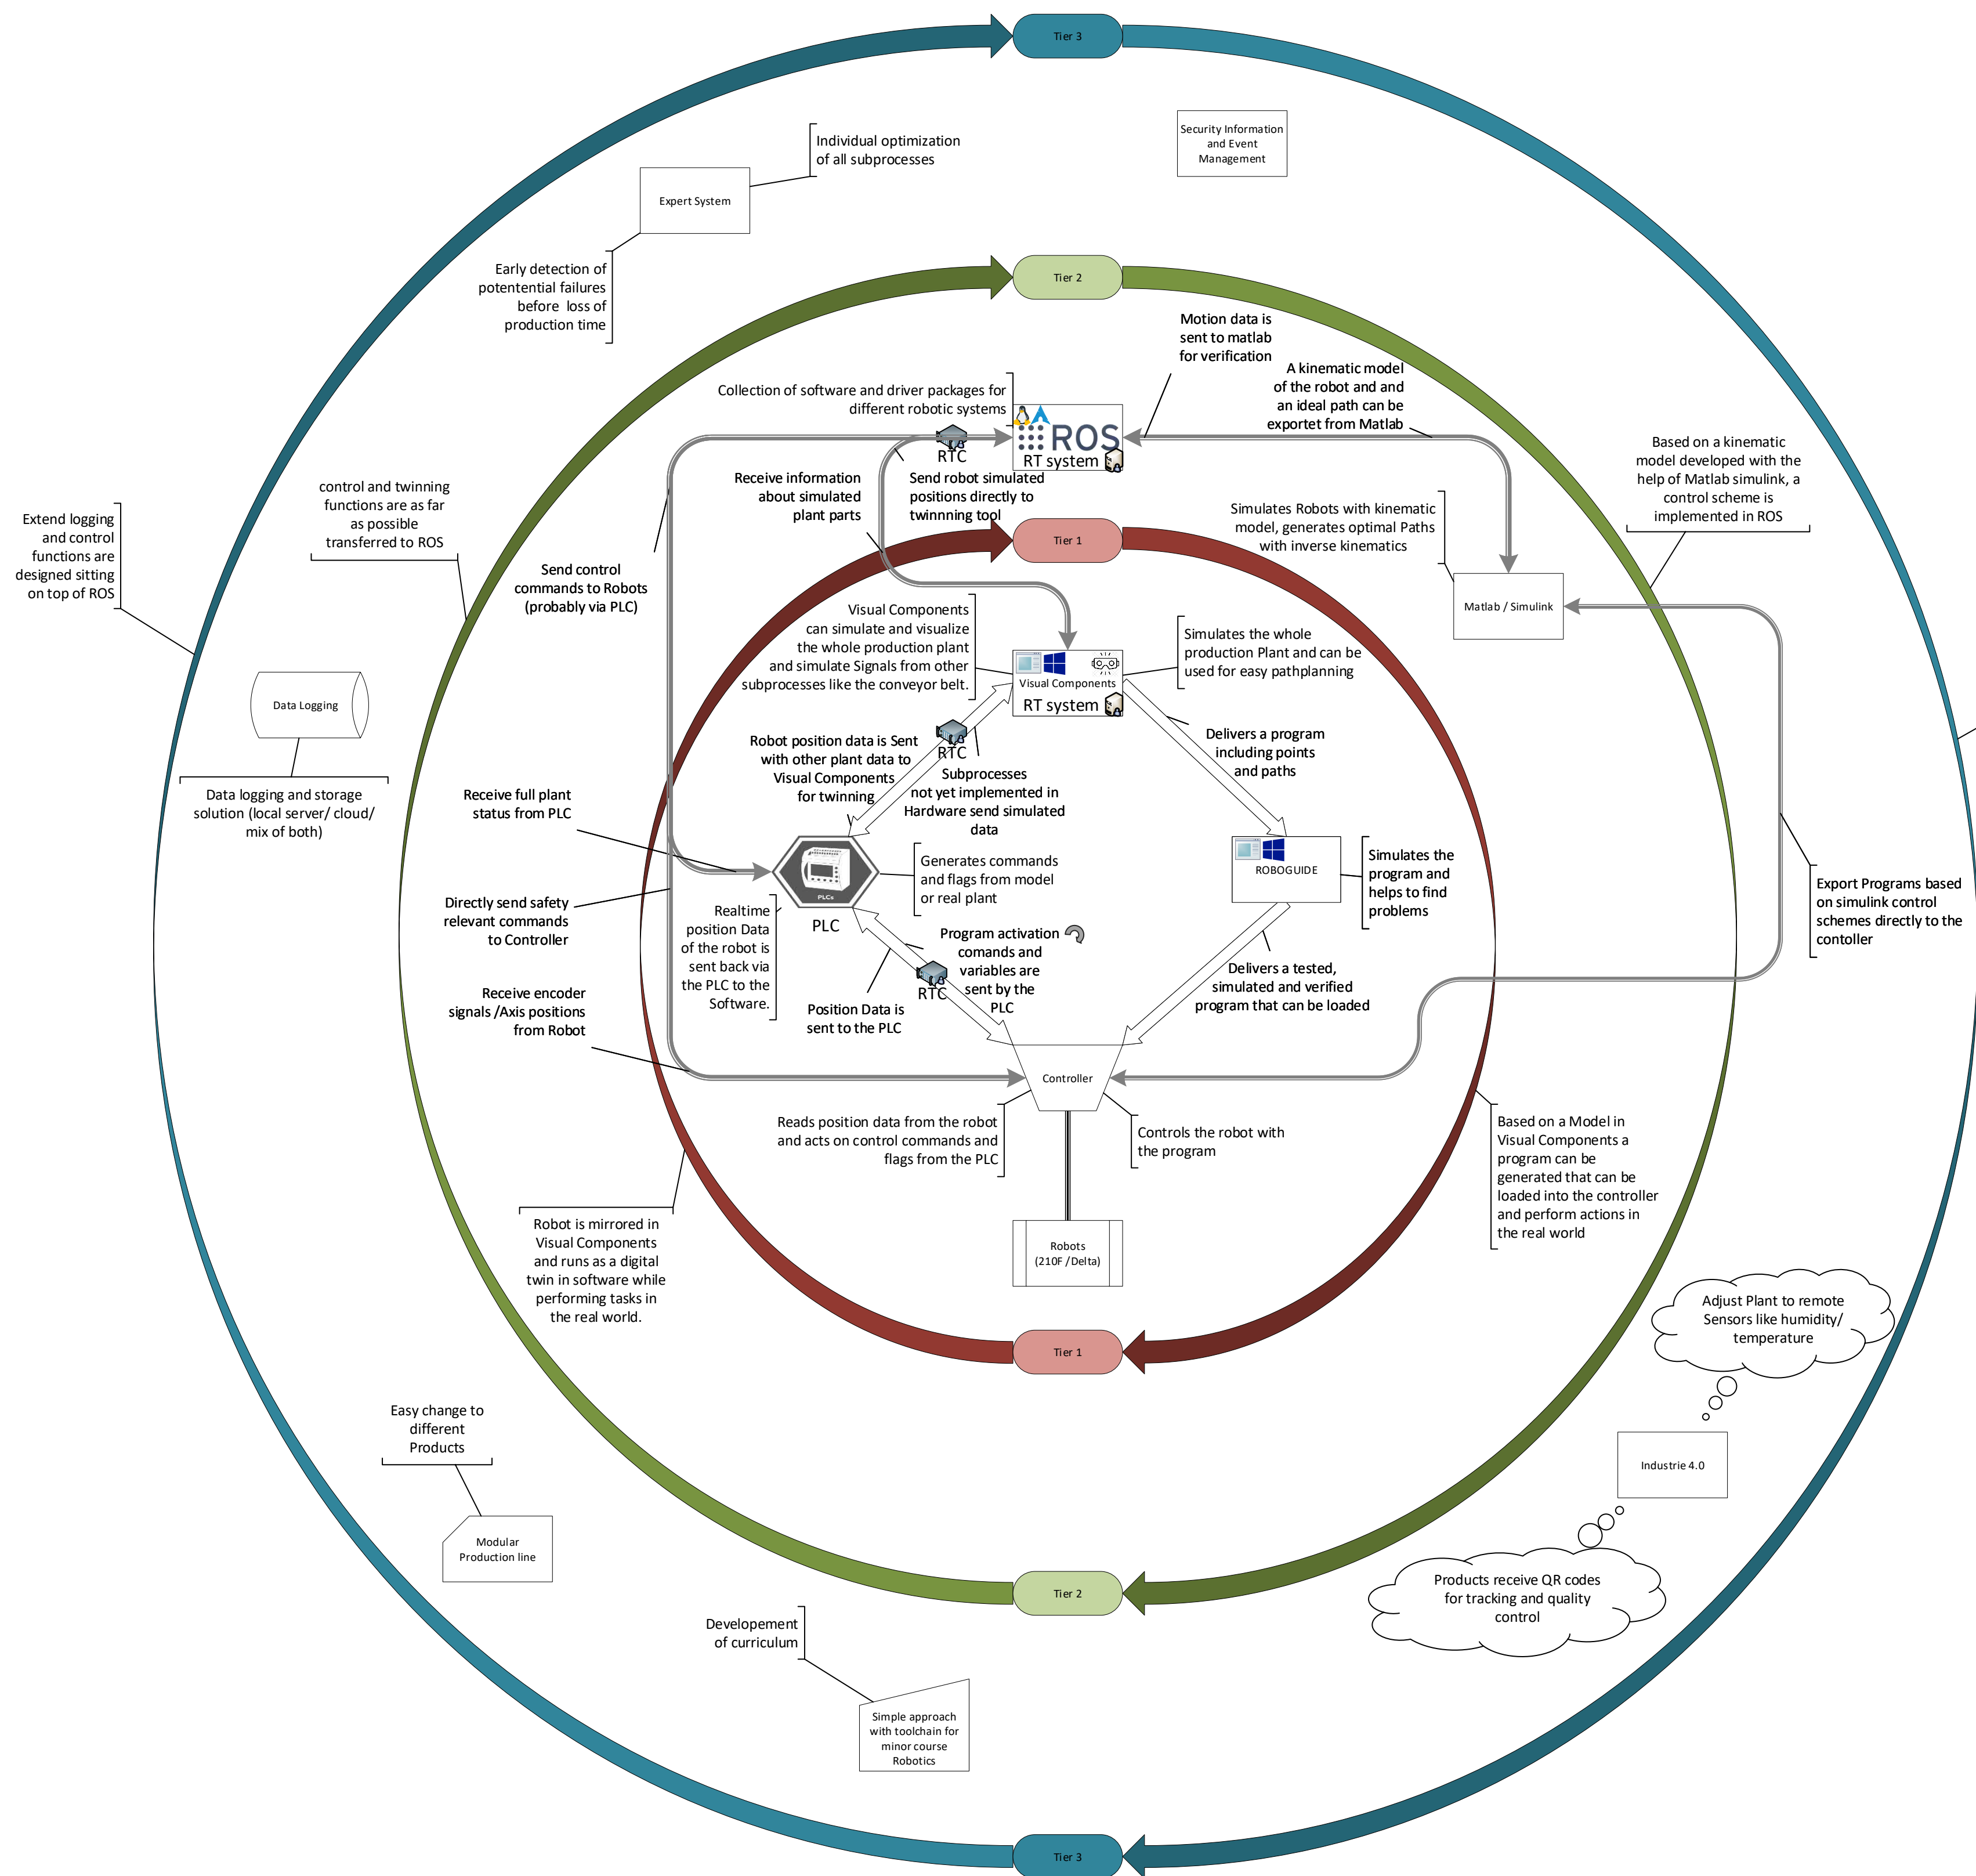 Tier 3
Individual optimization
of all subprocesses
Security Information
and Event
Management
Expert System
Early detection of
potentential failures
before  loss of
production time
Tier 2
Motion data is
sent to matlab
for verification
A kinematic model
of the robot and and
an ideal path can be
exportet from Matlab
Collection of software and driver packages for
different robotic systems
ROS
RT system
RTC
Based on a kinematic
model developed with the
help of Matlab simulink, a
control scheme is
implemented in ROS
Receive information
about simulated
plant parts
Send robot simulated
positions directly to
twinnning tool
control and twinning
functions are as far
as possible
transferred to ROS
Extend logging
and control
functions are
designed sitting
on top of ROS
Simulates Robots with kinematic
model, generates optimal Paths
with inverse kinematics
Tier 1
Send control
commands to Robots
(probably via PLC)
Matlab / Simulink
Visual Components
can simulate and visualize
the whole production plant
and simulate Signals from other
subprocesses like the conveyor belt.
Simulates the whole
production Plant and can be
used for easy pathplanning
Visual Components
RT system
Data Logging
Data logging and storage
solution (local server/ cloud/
mix of both)
Robot position data is Sent
with other plant data to
Visual Components
for twinning
RTC
Subprocesses
not yet implemented in
Hardware send simulated
data
Delivers a program
including points
and paths
Receive full plant
status from PLC
PLCs
PLC
Generates commands
and flags from model
or real plant
ROBOGUIDE
Simulates the
program and
helps to find
problems
Export Programs based
on simulink control
schemes directly to the
contoller
Directly send safety
relevant commands
to Controller
Realtime
position Data
of the robot is
sent back via
the PLC to the
Software.
Program activation
comands and
variables are
sent by the
PLC
RTC
Position Data is
sent to the PLC
Delivers a tested,
simulated and verified
program that can be loaded
Receive encoder
signals /Axis positions
from Robot
Controller
Reads position data from the robot
and acts on control commands and
flags from the PLC
Controls the robot with
the program
Based on a Model in
Visual Components a
program can be
generated that can be
loaded into the controller
and perform actions in
the real world
Robot is mirrored in
Visual Components
and runs as a digital
twin in software while
performing tasks in
the real world.
Robots
(210F /Delta)
Tier 1
Adjust Plant to remote
Sensors like humidity/
temperature
Easy change to
different
Products
Industrie 4.0
Modular
Production line
Products receive QR codes
for tracking and quality
control
Tier 2
Developement
of curriculum
Simple approach
with toolchain for
minor course
Robotics
Tier 3